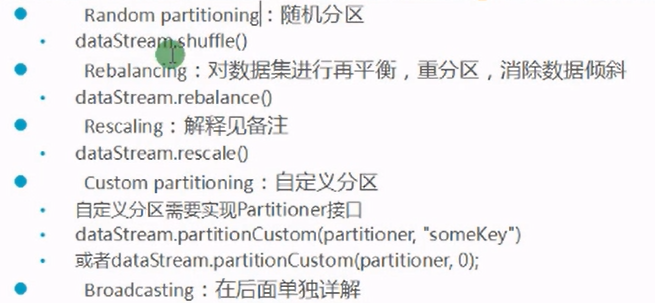 Random partitioning：随机分区
dataStream.shuffle()
Rebalancing：对数据集进行再平衡，重分区，消除数据倾斜
dataStream.rebalance()
Rescaling：解释见备注
dataStream.rescale()
Custom partitioning：自定义分区
自定义分区需要实现Partitioner接口
dataStream.partitionCustom(partitioner, "someKey")
或者dataStream.partitionCustom(partitioner, 0);
Broadcasting：在后面单独详解